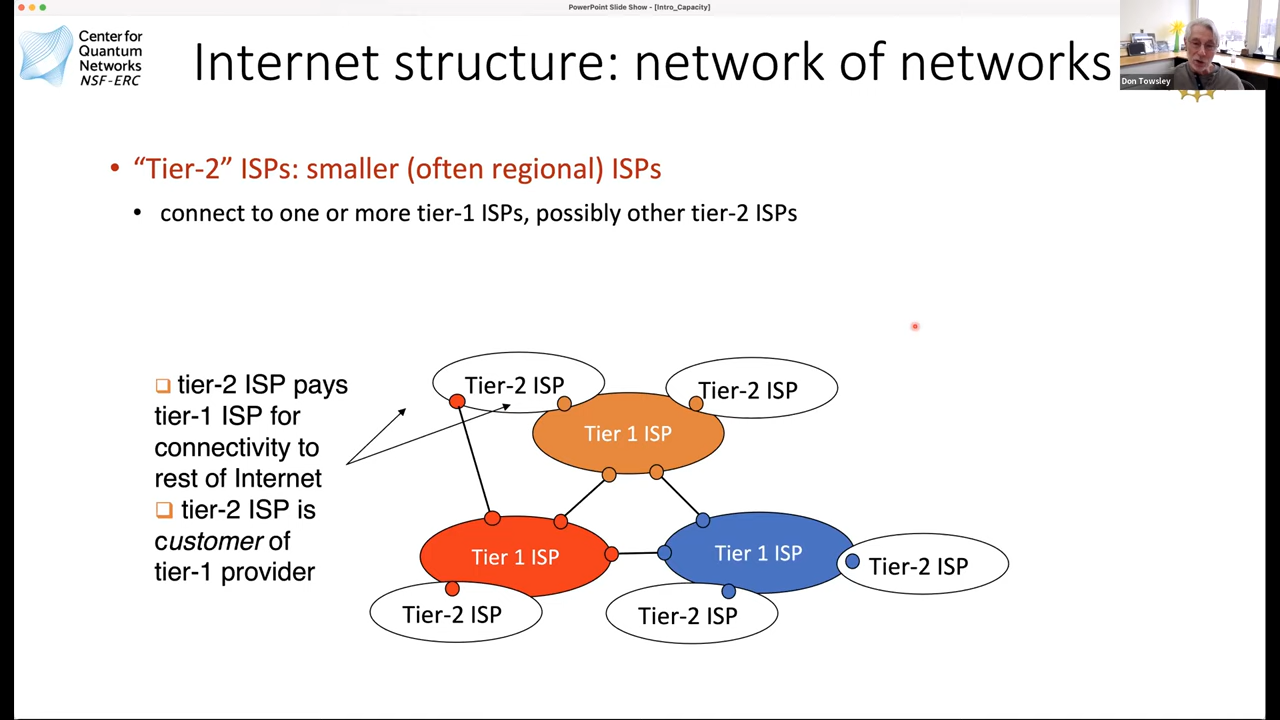 PowerPoint Slide Show - [Intro_Capacity]
Center for
Quantum
Networks
NSF-ERC
Internet structure: network of networks
Don Towsley
• “Tier-2” ISPs: smaller (often regional) ISPs
• connect to one or more tier-1 ISPs, possibly other tier-2 ISPs
❑ tier-2 ISP pays
tier-1 ISP for
connectivity to
rest of Internet
❑ tier-2 ISP is
customer of
tier-1 provider
Tier-2 ISP
Tier-2 ISP
Tier 1 ISP
Tier 1 ISP
Tier 1 ISP
Tier-2 ISP
Tier-2 ISP
Tier-2 ISP